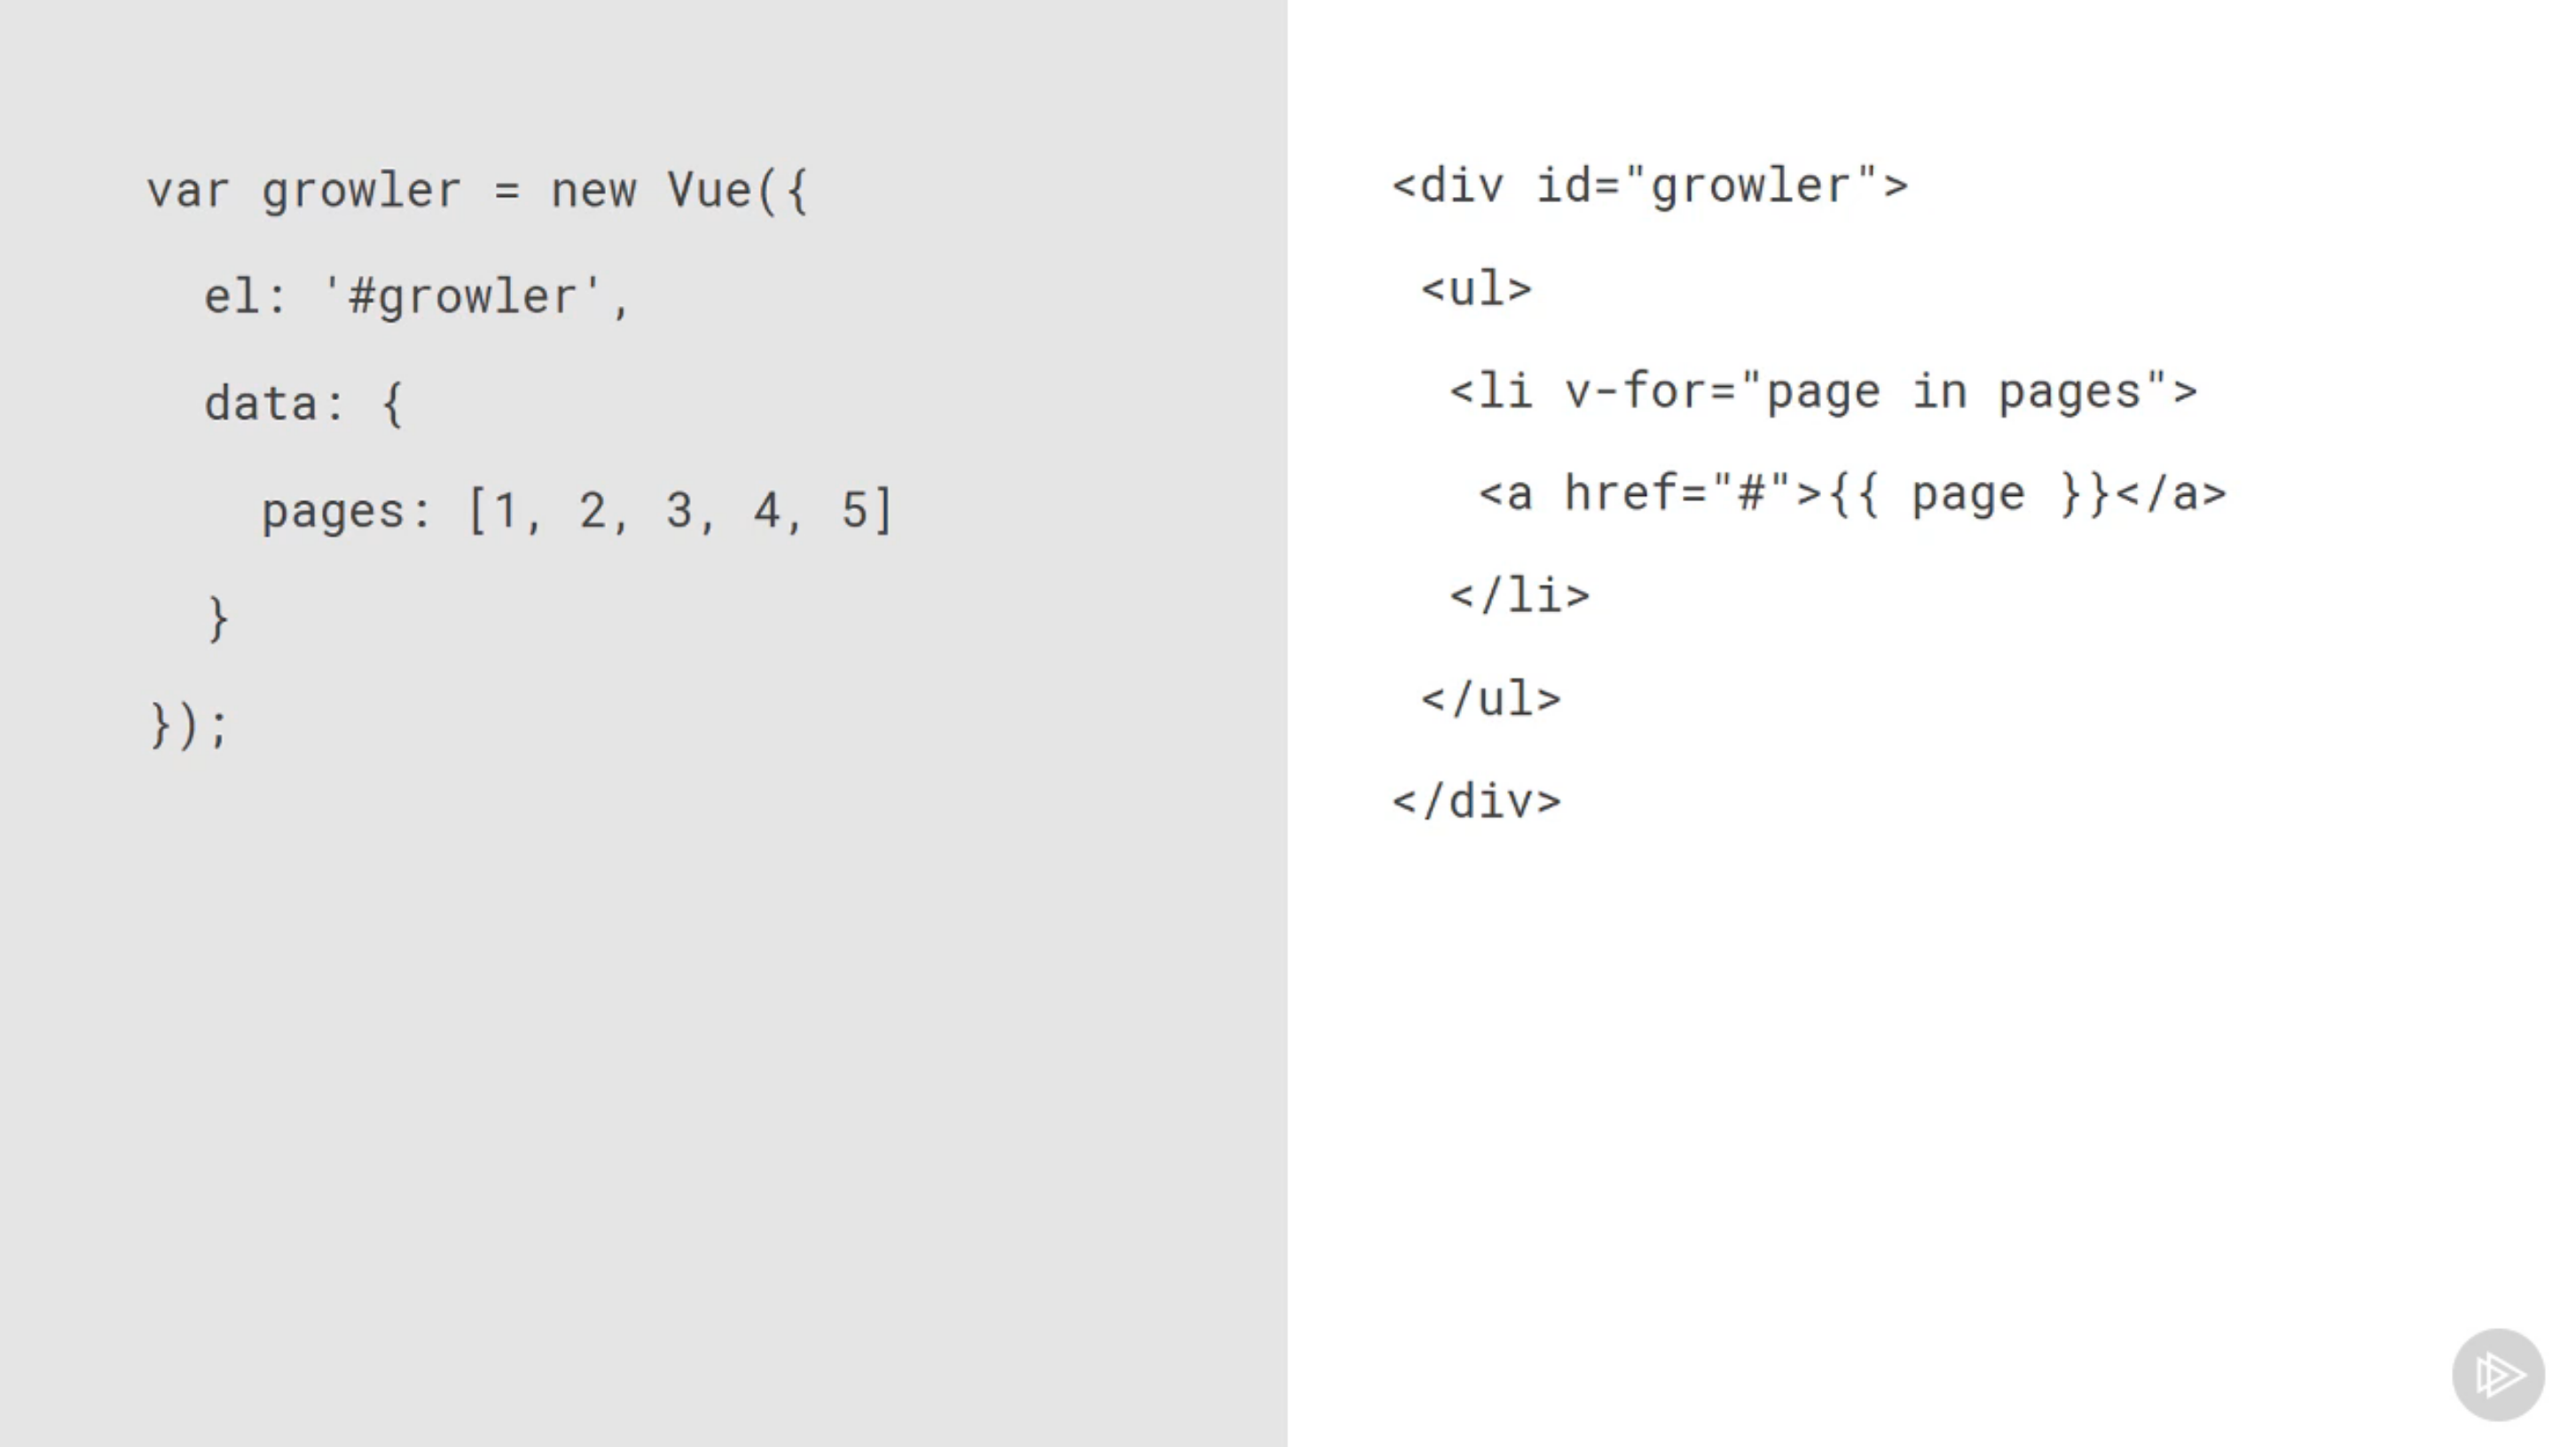 var growler = new Vue({
  el: '#growler',
  data: {
    pages: [1, 2, 3, 4, 5]
  }
});
<div id="growler">
 <ul>
  <li v-for="page in pages">
   <a href="#">{{ page }}</a>
  </li>
 </ul>
</div>